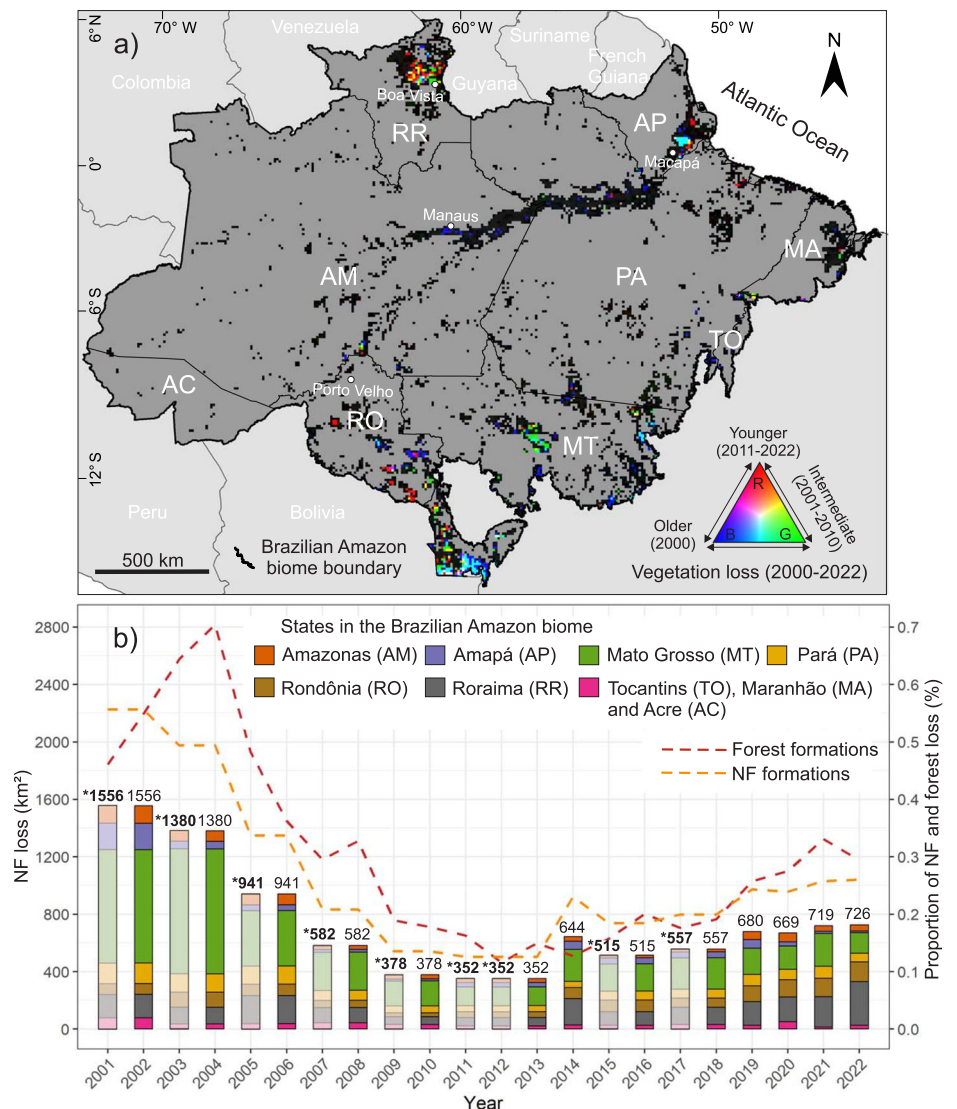 70° W
60° W
50° W
6°N
0°
6°S
12°S
a)
Venezuela
Suriname
French
Guiana
Guyana
Colombia
N
Atlantic Ocean
Boa Vista
RR
AP
Macapá
Manaus
AM
PA
MA
TO
AC
Porto Velho
RO
MT
Peru
Bolivia
500 km
Brazilian Amazon
biome boundary
Younger
(2011-2022)
R
Intermediate
(2001-2010)
Older
(2000)
B
G
Vegetation loss (2000-2022)
b)
States in the Brazilian Amazon biome
Amazonas (AM)
Amapá (AP)
Mato Grosso (MT)
Pará (PA)
Rondônia (RO)
Roraima (RR)
Tocantins (TO), Maranhão (MA)
and Acre (AC)
Forest formations
NF formations
NF loss (km²)
2800
2400
2000
1600
1200
800
400
0
*1556
1556
*1380
1380
*941
941
*582
582
*378
378
*352
*352
352
644
*515
515
*557
557
680
669
719
726
0.7
0.6
0.5
0.4
0.3
0.2
0.1
0.0
Proportion of NF and forest loss (%)
2001
2002
2003
2004
2005
2006
2007
2008
2009
2010
2011
2012
2013
2014
2015
2016
2017
2018
2019
2020
2021
2022
Year